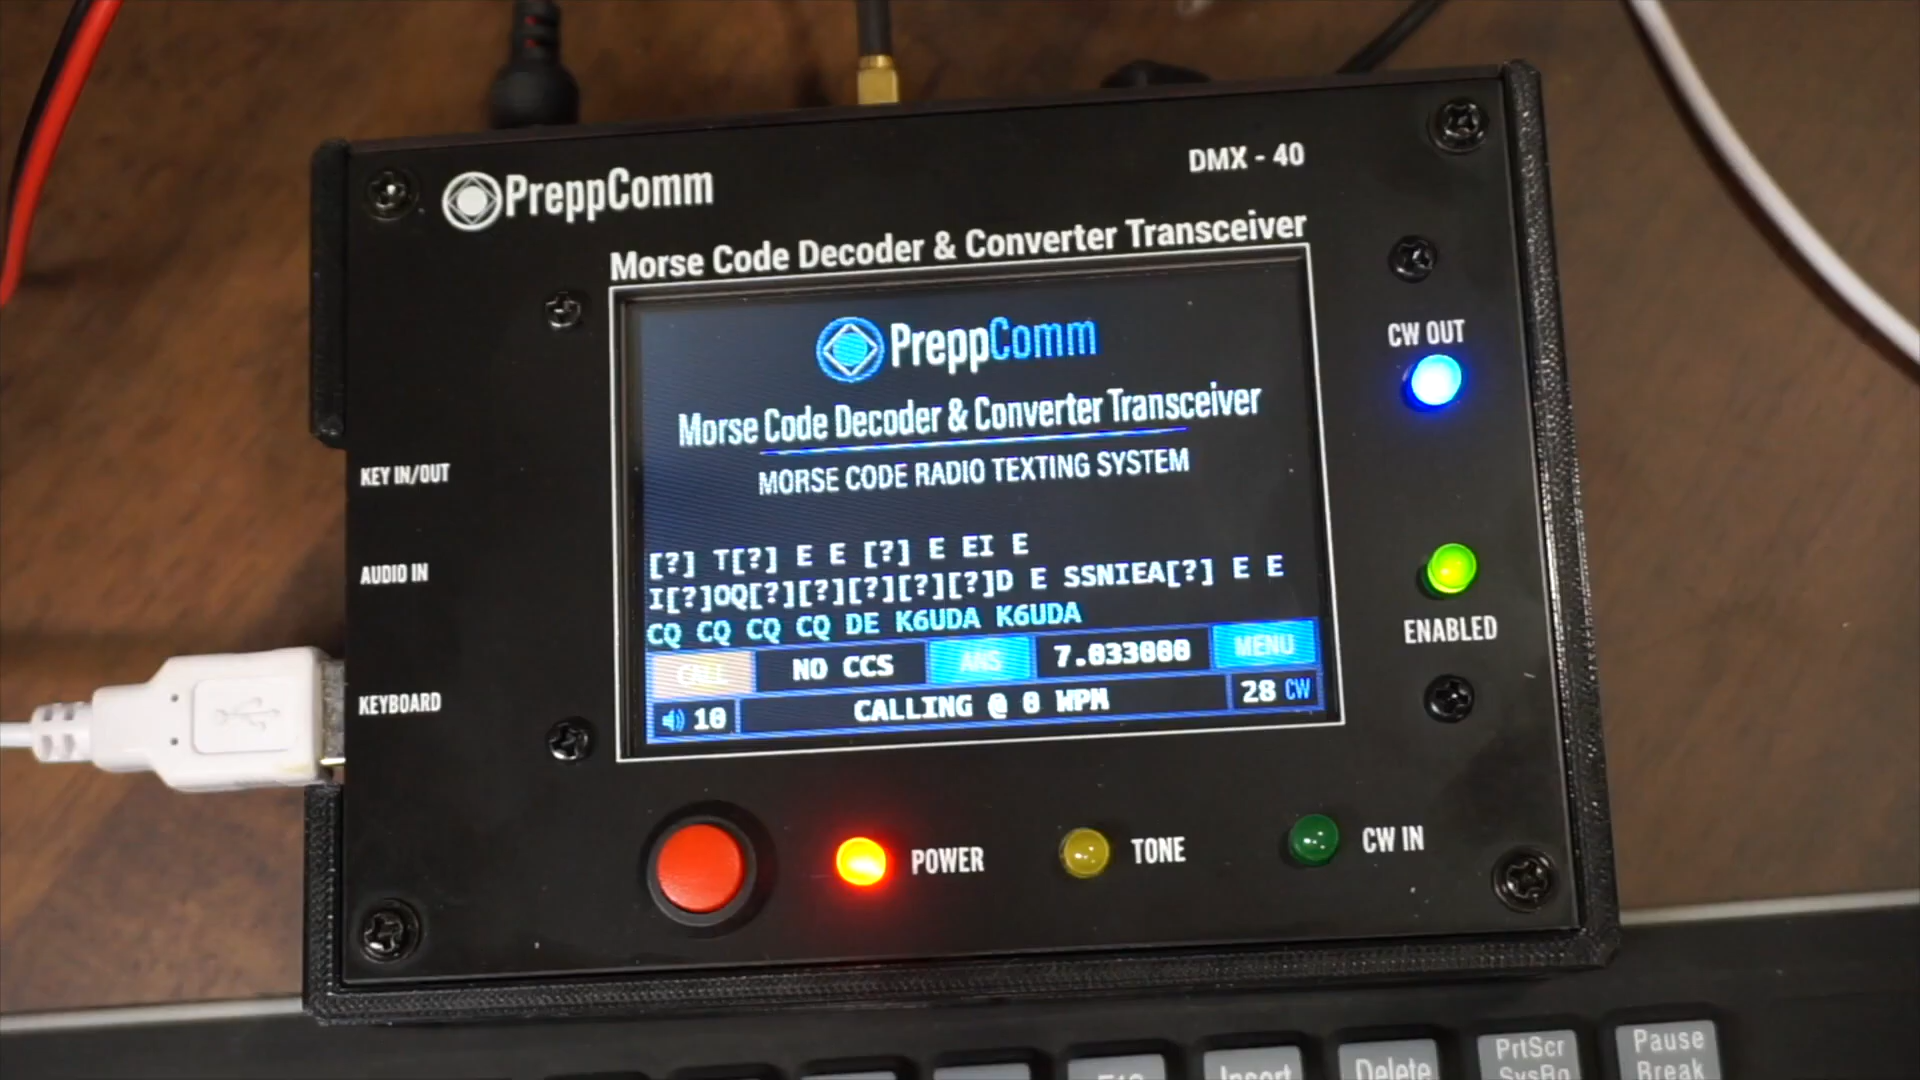 PreppComm
DMX - 40
Morse Code Decoder & Converter Transceiver
PreppComm
Morse Code Decoder & Converter Transceiver
MORSE CODE RADIO TEXTING SYSTEM
[?] T[?] E E [?] E EI E
I[?]OQ[?][?][?][?][?]D E SSNIEA[?] E E
CQ CQ CQ CQ DE K6UDA K6UDA
CALL NO CCS ANS 7.033000 MENU
10 CALLING @ 0 WPM 28 CW
CW OUT
ENABLED
KEY IN/OUT
AUDIO IN
KEYBOARD
POWER TONE CW IN
Insert Delete PrtScr Pause
Break